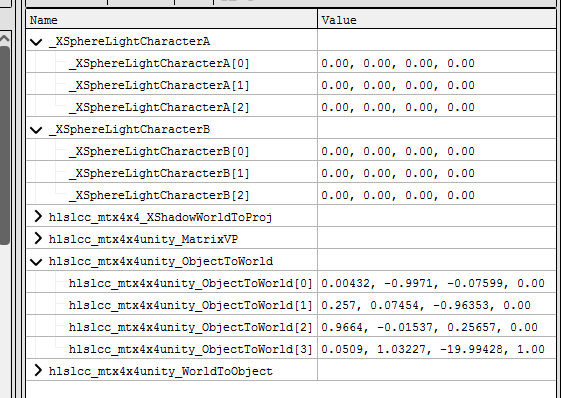 Name Value
_XSphereLightCharacterA
_XSphereLightCharacterA[0] 0.00, 0.00, 0.00, 0.00
_XSphereLightCharacterA[1] 0.00, 0.00, 0.00, 0.00
_XSphereLightCharacterA[2] 0.00, 0.00, 0.00, 0.00
_XSphereLightCharacterB
_XSphereLightCharacterB[0] 0.00, 0.00, 0.00, 0.00
_XSphereLightCharacterB[1] 0.00, 0.00, 0.00, 0.00
_XSphereLightCharacterB[2] 0.00, 0.00, 0.00, 0.00
hlslcc_mtx4x4_XShadowWorldToProj
hlslcc_mtx4x4unity_MatrixVP
hlslcc_mtx4x4unity_ObjectToWorld
hlslcc_mtx4x4unity_ObjectToWorld[0] 0.00432, -0.9971, -0.07599, 0.00
hlslcc_mtx4x4unity_ObjectToWorld[1] 0.257, 0.07454, -0.96353, 0.00
hlslcc_mtx4x4unity_ObjectToWorld[2] 0.9664, -0.01537, 0.25657, 0.00
hlslcc_mtx4x4unity_ObjectToWorld[3] 0.0509, 1.03227, -19.99428, 1.00
hlslcc_mtx4x4unity_WorldToObject